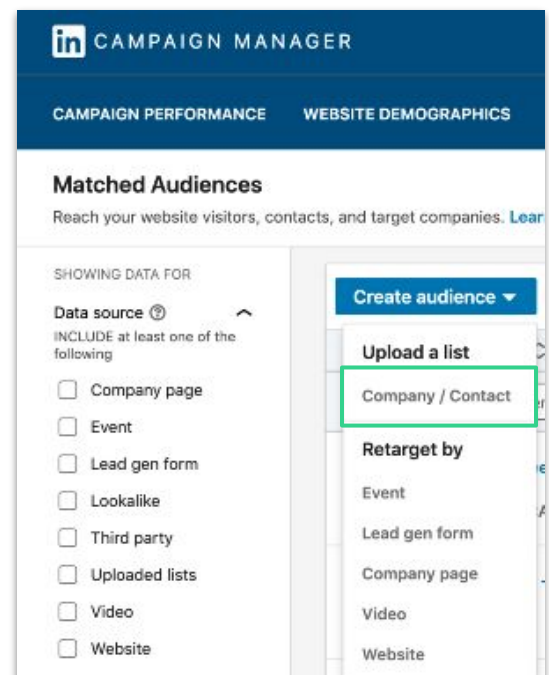 in CAMPAIGN MANAGER
CAMPAIGN PERFORMANCE WEBSITE DEMOGRAPHICS
Matched Audiences
Reach your website visitors, contacts, and target companies. Lear
SHOWING DATA FOR
Data source
INCLUDE at least one of the
following
Company page
Event
Lead gen form
Lookalike
Third party
Uploaded lists
Video
Website
Create audience
Upload a list
Company / Contact
Retarget by
Event
Lead gen form
Company page
Video
Website